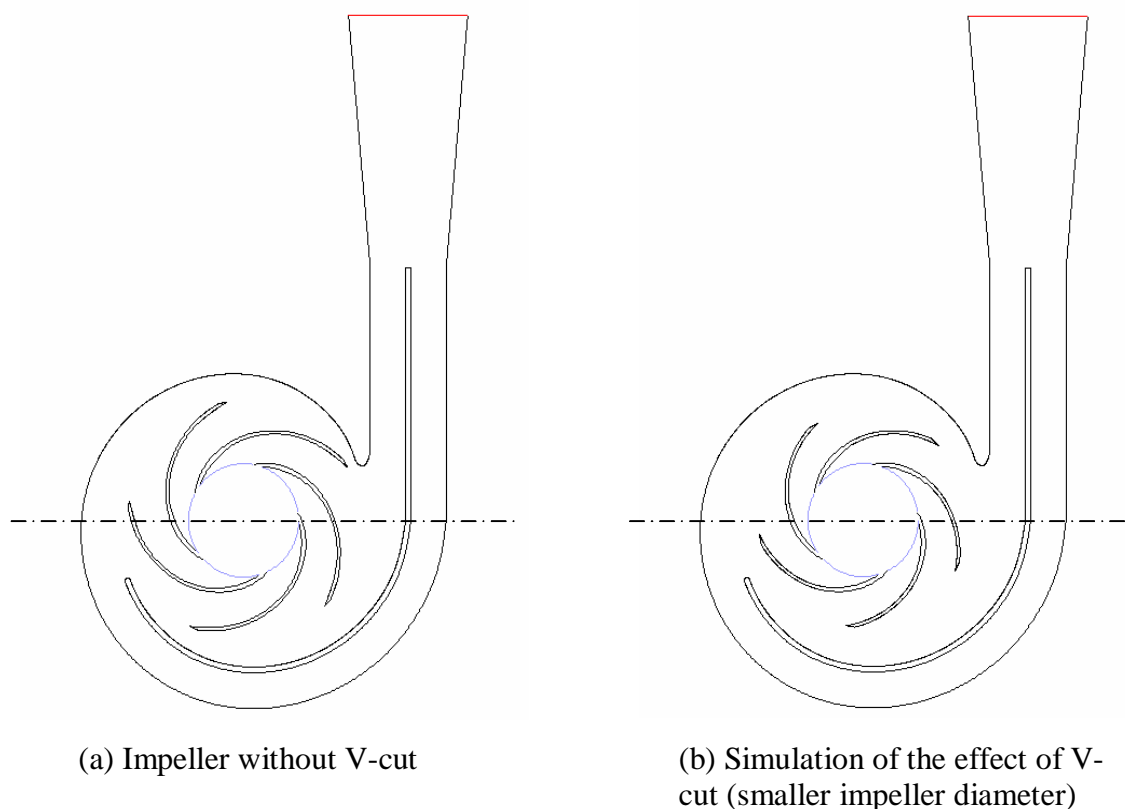 (a) Impeller without V-cut
(b) Simulation of the effect of V-
cut (smaller impeller diameter)